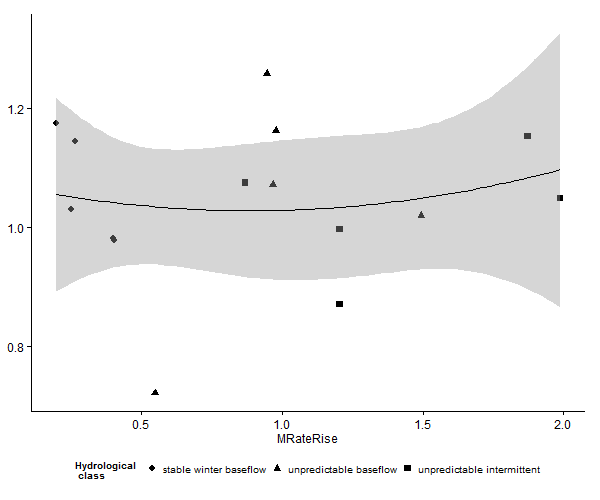 1.2
1.0
0.8
0.5 1.0 1.5 2.0
MRateRise
Hydrological
class
stable winter baseflow unpredictable baseflow unpredictable intermittent